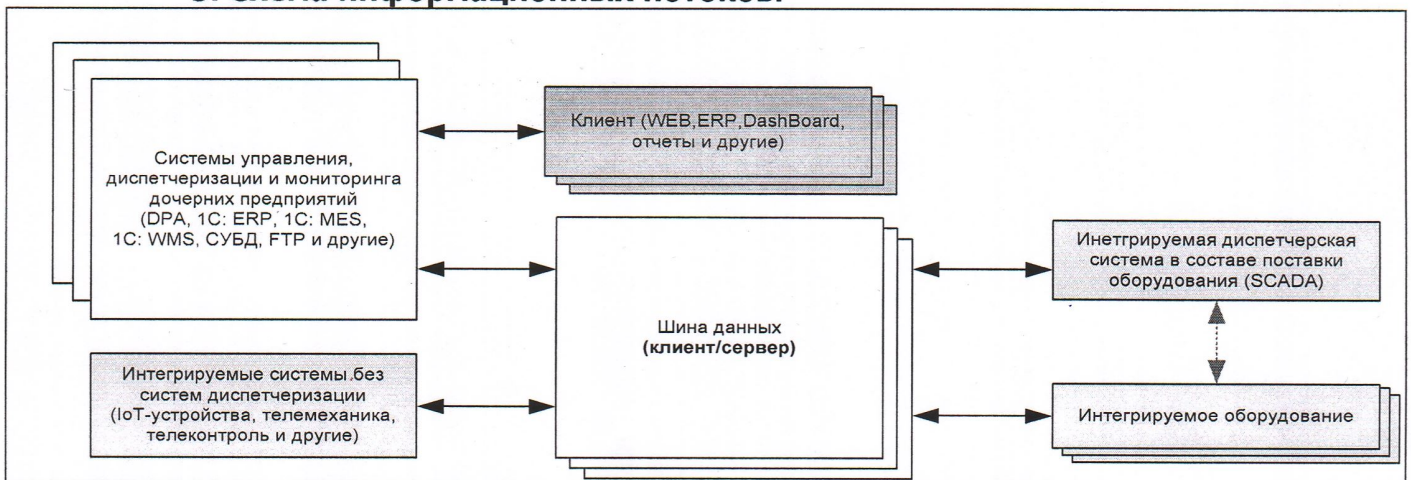 Системы управления,
диспетчеризации и мониторинга
дочерних предприятий
(DPA, 1С: ERP, 1С: MES,
1С: WMS, СУБД, FTP и другие)
Клиент (WEB,ERP,DashBoard,
отчеты и другие)
Шина данных
(клиент/сервер)
Инетгрируемая диспетчерская
система в составе поставки
оборудования (SCADA)
Интегрируемые системы без
систем диспетчеризации
(IoT-устройства, телемеханика,
телеконтроль и другие)
Интегрируемое оборудование